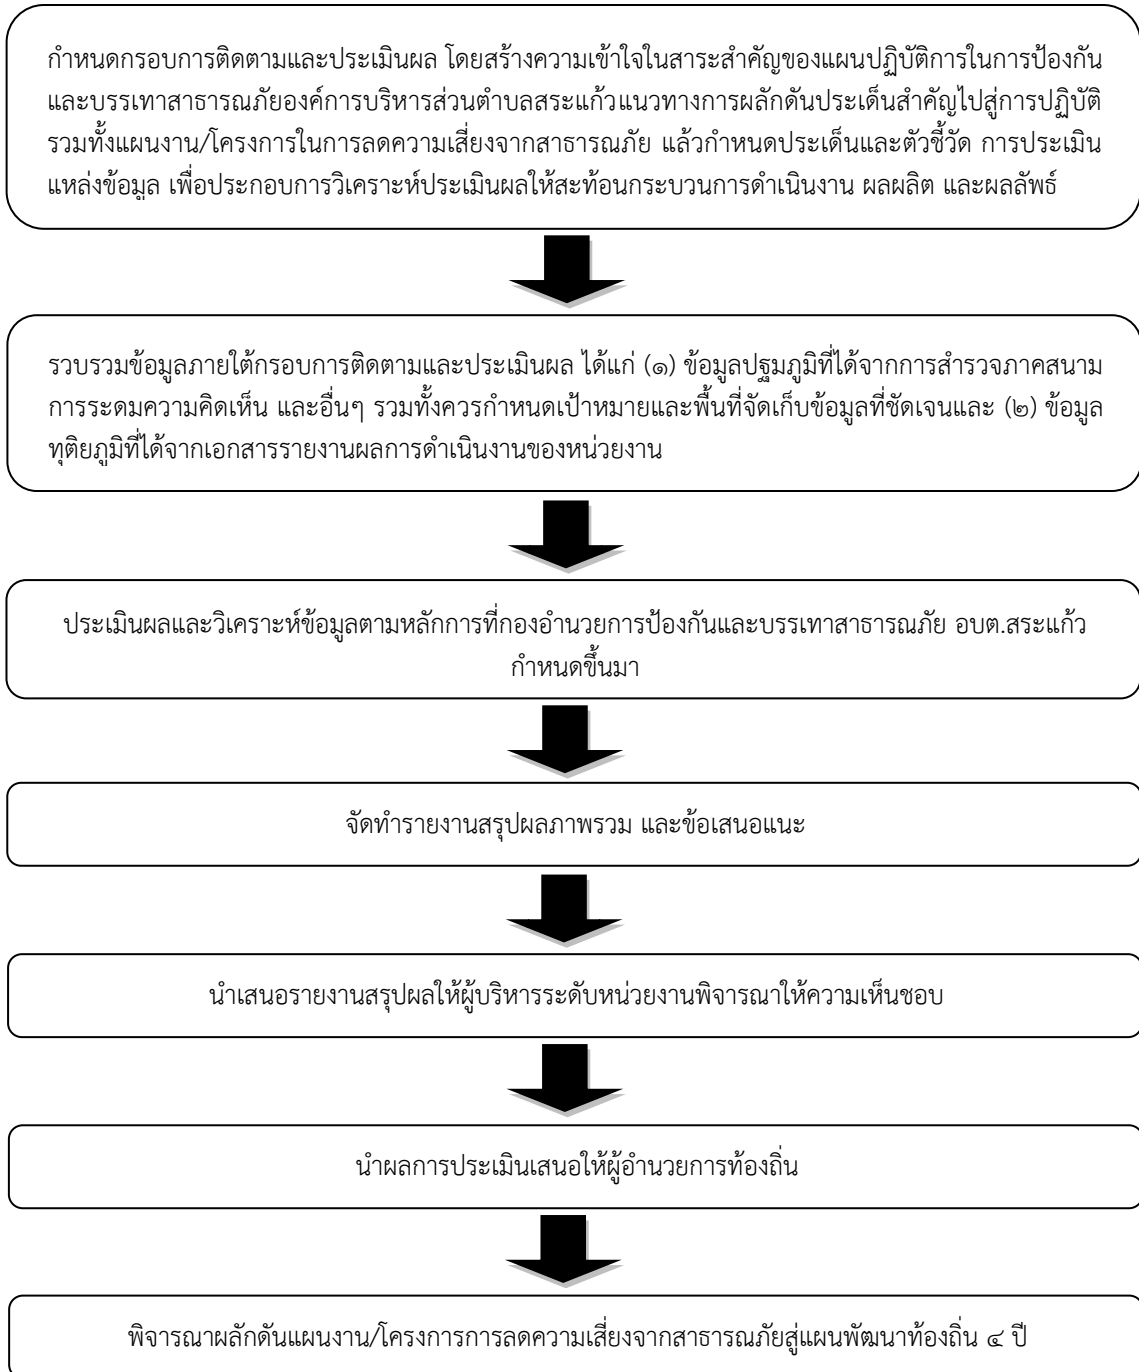 กำหนดกรอบการติดตามและประเมินผล โดยสร้างความเข้าใจในสาระสำคัญของแผนปฏิบัติการในการป้องกัน
และบรรเทาสาธารณภัยองค์การบริหารส่วนตำบลสระแก้วแนวทางการผลักดันประเด็นสำคัญไปสู่การปฏิบัติ
รวมทั้งแผนงาน/โครงการในการลดความเสี่ยงจากสาธารณภัย แล้วกำหนดประเด็นและตัวชี้วัด การประเมิน
แหล่งข้อมูล เพื่อประกอบการวิเคราะห์ประเมินผลให้สะท้อนกระบวนการดำเนินงาน ผลผลิต และผลลัพธ์
รวบรวมข้อมูลภายใต้กรอบการติดตามและประเมินผล ได้แก่ (๑) ข้อมูลปฐมภูมิที่ได้จากการสำรวจภาคสนาม
การระดมความคิดเห็น และอื่นๆ รวมทั้งควรกำหนดเป้าหมายและพื้นที่จัดเก็บข้อมูลที่ชัดเจนและ (๒) ข้อมูล
ทุติยภูมิที่ได้จากเอกสารรายงานผลการดำเนินงานของหน่วยงาน
ประเมินผลและวิเคราะห์ข้อมูลตามหลักการที่กองอำนวยการป้องกันและบรรเทาสาธารณภัย อบต.สระแก้ว
กำหนดขึ้นมา
จัดทำรายงานสรุปผลภาพรวม และข้อเสนอแนะ
นำเสนอรายงานสรุปผลให้ผู้บริหารระดับหน่วยงานพิจารณาให้ความเห็นชอบ
นำผลการประเมินเสนอให้ผู้อำนวยการท้องถิ่น
พิจารณาผลักดันแผนงาน/โครงการการลดความเสี่ยงจากสาธารณภัยสู่แผนพัฒนาท้องถิ่น ๔ ปี